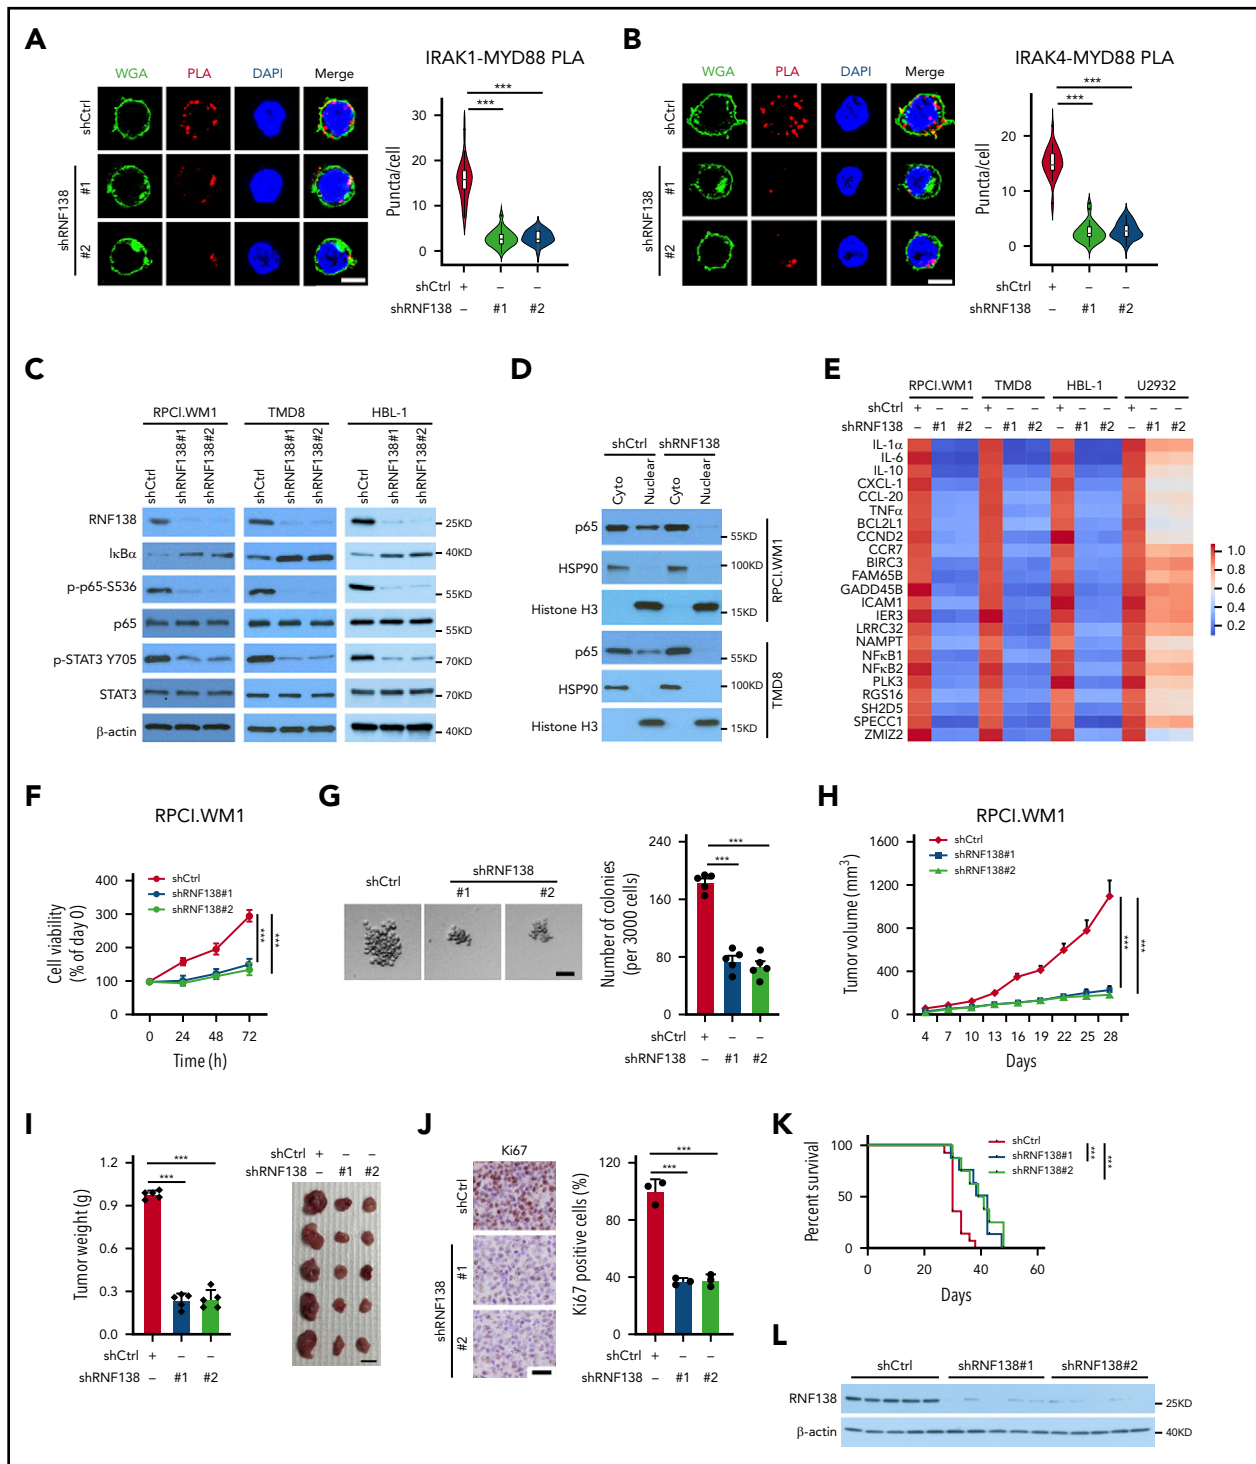 A
IRAK1-MYD88 PLA
WGA PLA DAPI Merge
shCtrl
shRNF138
#1
#2
Puncta/cell
30
20
10
0
***
***
shCtrl + – –
shRNF138 – #1 #2
B
IRAK4-MYD88 PLA
WGA PLA DAPI Merge
shCtrl
shRNF138
#1
#2
Puncta/cell
20
10
0
***
***
shCtrl + – –
shRNF138 – #1 #2
C
RPCI.WM1 TMD8 HBL-1
shCtrl shRNF138#1 shRNF138#2 shCtrl shRNF138#1 shRNF138#2 shCtrl shRNF138#1 shRNF138#2
RNF138 25KD
IκBα 40KD
p-p65-S536 55KD
p65 55KD
p-STAT3 Y705 70KD
STAT3 70KD
β-actin 40KD
D
shCtrl shRNF138
Cyto Nuclear Cyto Nuclear
p65 55KD
HSP90 100KD
Histone H3 15KD
RPCI.WM1
p65 55KD
HSP90 100KD
Histone H3 15KD
TMD8
E
RPCI.WM1 TMD8 HBL-1 U2932
shCtrl + – – + – – + – – + – –
shRNF138 – #1 #2 – #1 #2 – #1 #2 – #1 #2
IL-1α
IL-6
IL-10
CXCL-1
CCL-20
TNFα
BCL2L1
CCND2
CCR7
BIRC3
FAM65B
GADD45B
ICAM1
IER3
LRRC32
NAMPT
NFκB1
NFκB2
PLK3
RGS16
SH2D5
SPECC1
ZMIZ2
1.0
0.8
0.6
0.4
0.2
F
RPCI.WM1
shCtrl
shRNF138#1
shRNF138#2
Cell viability
(% of day 0)
400
300
200
100
0
***
***
0 24 48 72
Time (h)
G
shCtrl
shRNF138
#1 #2
Number of colonies
(per 3000 cells)
240
160
80
0
***
***
shCtrl + – –
shRNF138 – #1 #2
H
RPCI.WM1
shCtrl
shRNF138#1
shRNF138#2
Tumor volume (mm³)
1600
1200
800
400
0
***
***
4 7 10 13 16 19 22 25 28
Days
I
Tumor weight (g)
1.2
0.9
0.6
0.3
0.0
***
***
shCtrl + – –
shRNF138 – #1 #2
shCtrl + – –
shRNF138 – #1 #2
J
Ki67
shCtrl
shRNF138
#1
#2
Ki67 positive cells (%)
120
80
40
0
***
***
shCtrl + – –
shRNF138 – #1 #2
K
Percent survival
100
50
0
shCtrl
shRNF138#1
shRNF138#2
***
***
0 20 40 60
Days
L
shCtrl shRNF138#1 shRNF138#2
RNF138 25KD
β-actin 40KD